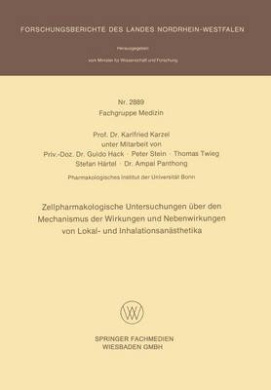 FORSCHUNGSBERICHTE DES LANDES NORDRHEIN-WESTFALEN
Herausgegeben
vom Minister für Wissenschaft und Forschung
Nr. 2889
Fachgruppe Medizin
Prof. Dr. Karlfried Karzel
unter Mitarbeit von
Priv.-Doz. Dr. Guido Hack · Peter Stein · Thomas Twieg
Stefan Härtel · Dr. Ampai Panthong
Pharmakologisches Institut der Universität Bonn
Zellpharmakologische Untersuchungen über den
Mechanismus der Wirkungen und Nebenwirkungen
von Lokal- und Inhalationsanästhetika
SPRINGER FACHMEDIEN
WIESBADEN GMBH